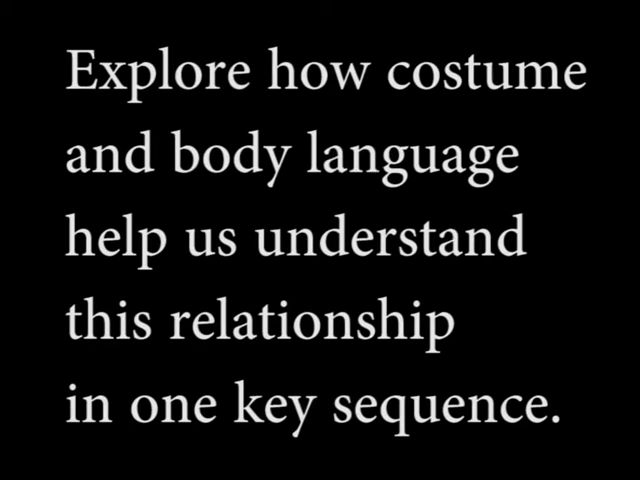 Explore how costume
and body language
help us understand
this relationship
in one key sequence.